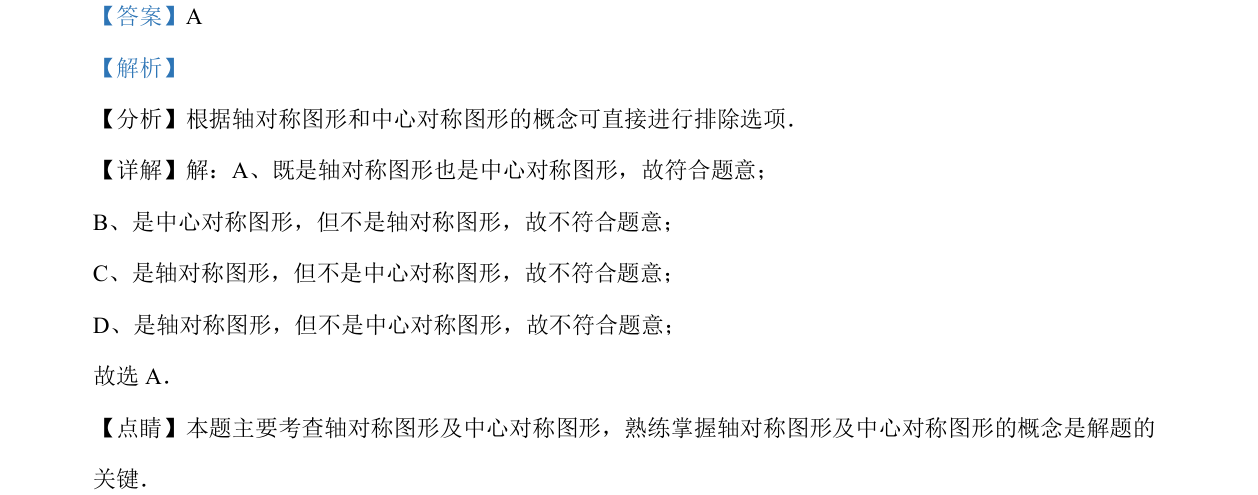 【答案】A
【解析】
【分析】根据轴对称图形和中心对称图形的概念可直接进行排除选项．
【详解】解：A、既是轴对称图形也是中心对称图形，故符合题意；
B、是中心对称图形，但不是轴对称图形，故不符合题意；
C、是轴对称图形，但不是中心对称图形，故不符合题意；
D、是轴对称图形，但不是中心对称图形，故不符合题意；
故选 A．
【点睛】本题主要考查轴对称图形及中心对称图形，熟练掌握轴对称图形及中心对称图形的概念是解题的
关键．